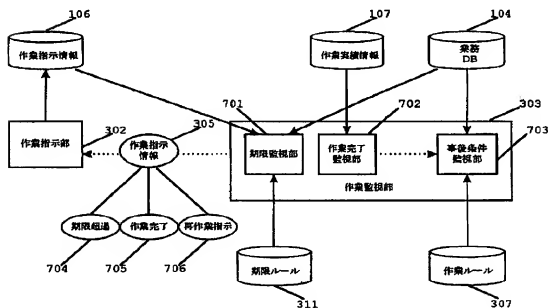 106
107
104
作業指示情報
作業実績情報
業務
DB
701
702
303
302
305
703
作業指示部
作業指示
情報
期限監視部
作業完了
監視部
事後条件
監視部
作業監視部
期限超過
作業完了
再作業指示
704
705
706
期限ルール
作業ルール
311
307